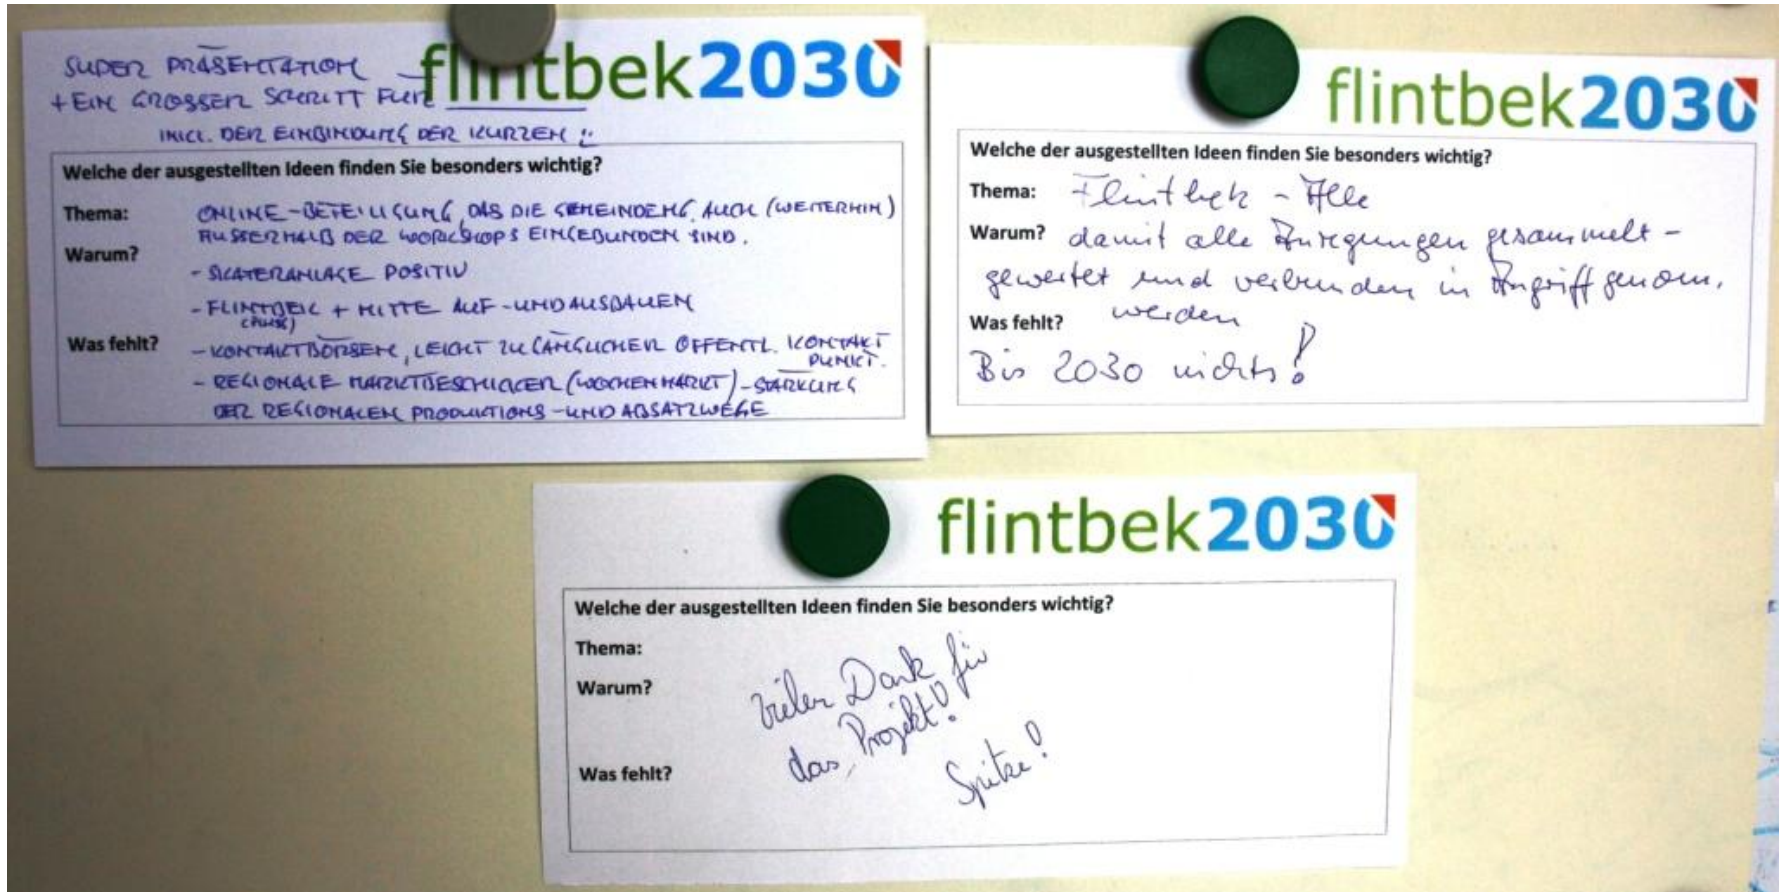 SUPER PRÄSENTATION
+ EIN GROSSER SCHRITT FÜR flintbek2030
INKL. DER EINBINDUNG DER KURZEN !!
Welche der ausgestellten Ideen finden Sie besonders wichtig?
Thema: ONLINE-BETEILIGUNG, DAS DIE GEMEINDEMG. AUCH (WEITERHIN)
AUSSERHALB DER WORKSHOPS EINGEBUNDEN SIND.
Warum?
- SKATERANLAGE POSITIV
- FLINTBEK + MITTE AUF- UND AUSBAUEN
(PLUS)
Was fehlt? - KONTAKTBÖRSEN, LEICHT ZUGÄNGLICHER ÖFFENTL. KONTAKT
PUNKT.
- REGIONALE MARKTBESCHICKER (WOCHENMARKT) - STÄRKUNG
DER REGIONALEN PRODUKTIONS- UND ABSATZWEGE
flintbek2030
Welche der ausgestellten Ideen finden Sie besonders wichtig?
Thema: Flintbek - Alle
Warum? damit alle Anregungen gesammelt -
gewertet und verbunden in Angriff genom.
werden
Was fehlt?
Bis 2030 nichts!
flintbek2030
Welche der ausgestellten Ideen finden Sie besonders wichtig?
Thema:
Warum?
Vielen Dank für
das Projekt!
Was fehlt?
Spitze!